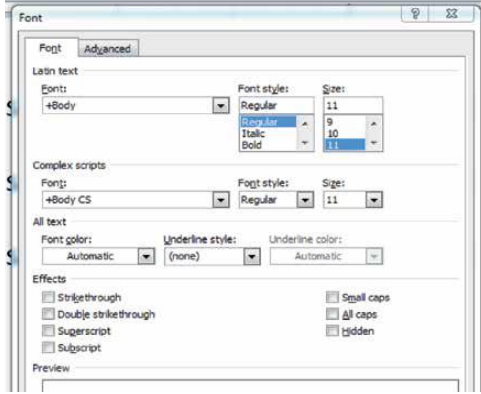 Font
Font Advanced
Latin text
Font: Font style: Size:
+Body Regular 11
Regular 9
Italic 10
Bold 11
Complex scripts
Font: Font style: Size:
+Body CS Regular 11
All text
Font color: Underline style: Underline color:
Automatic (none) Automatic
Effects
Strikethrough Small caps
Double strikethrough All caps
Superscript Hidden
Subscript
Preview